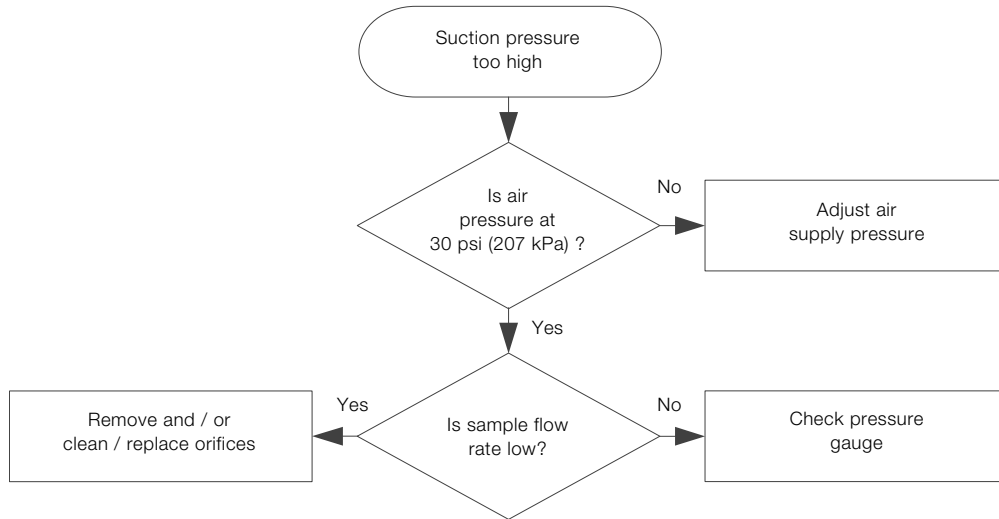 Suction pressure
too high
Is air
pressure at
30 psi (207 kPa) ?
No
Adjust air
supply pressure
Yes
Is sample flow
rate low?
Yes
Remove and / or
clean / replace orifices
No
Check pressure
gauge